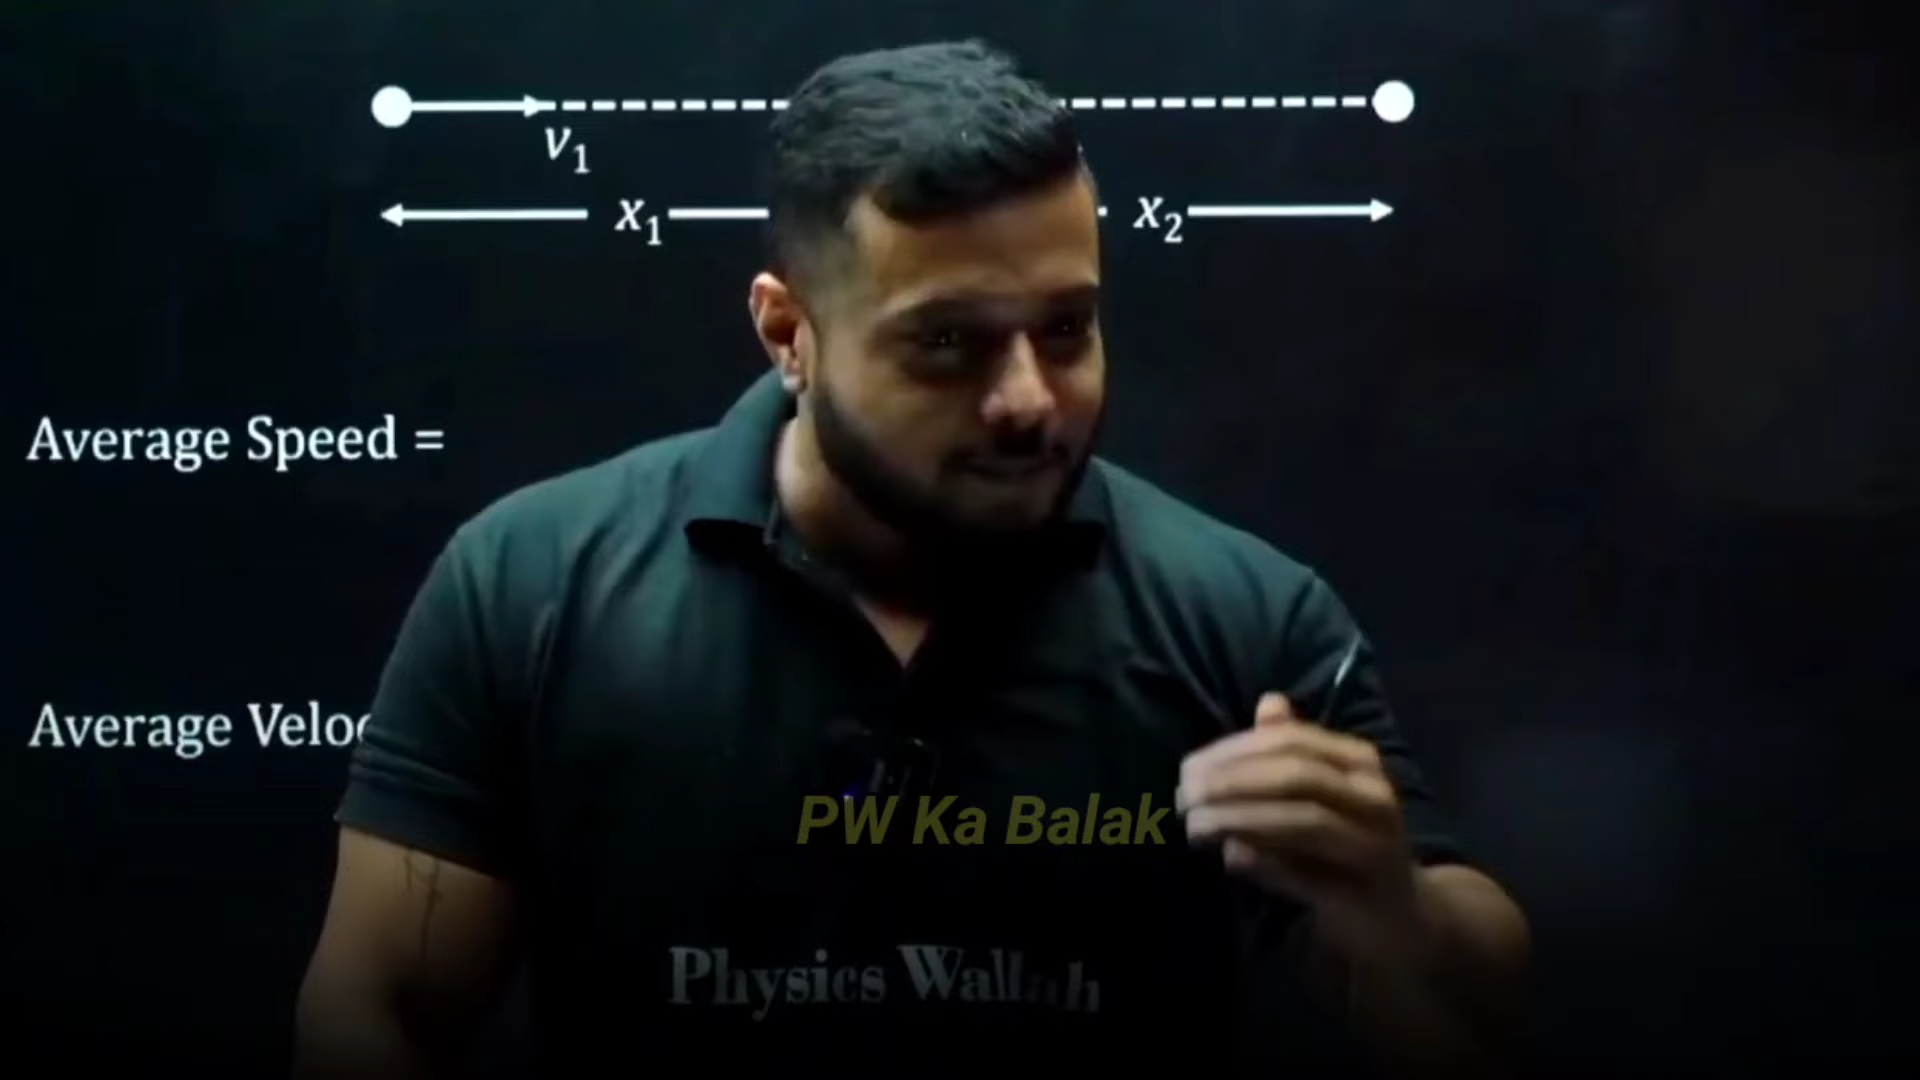 v₁
x₁ x₂
Average Speed =
Average Veloc
PW Ka Balak
Physics Wallah